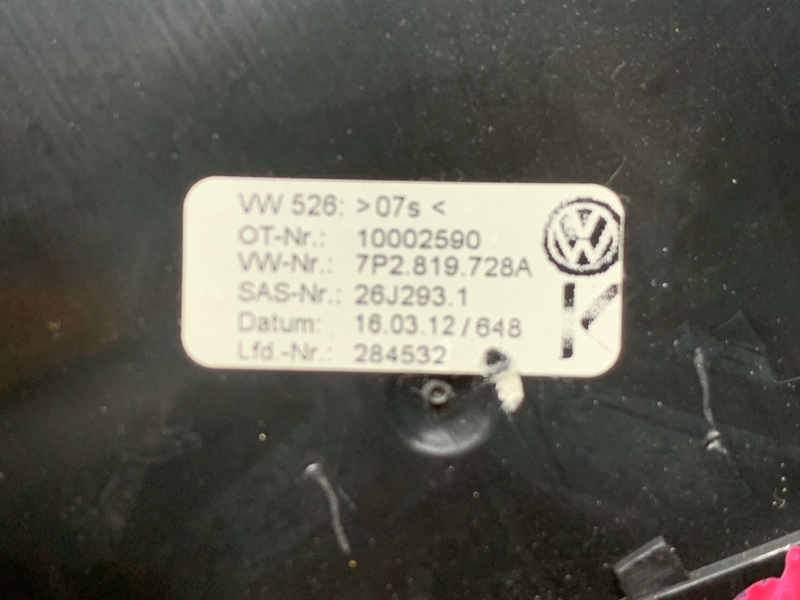 VW 526: >07s <
OT-Nr.: 10002590
VW-Nr.: 7P2.819.728A
SAS-Nr.: 26J293.1
Datum: 16.03.12/648
Lfd.-Nr.: 284532
VW
K